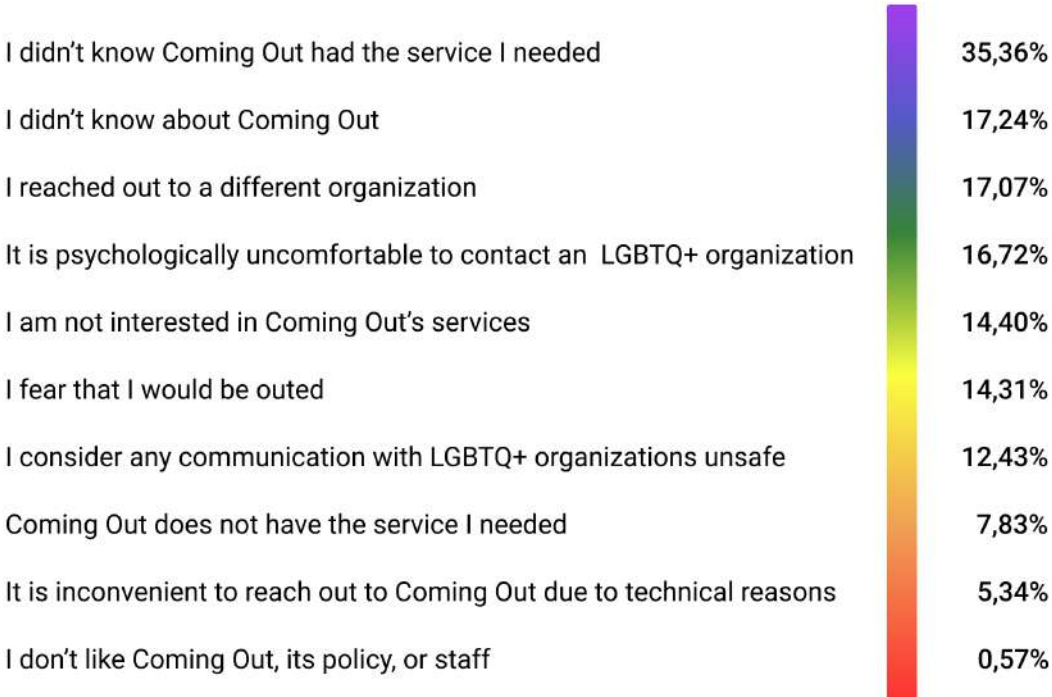 I didn’t know Coming Out had the service I needed 35,36%
I didn’t know about Coming Out 17,24%
I reached out to a different organization 17,07%
It is psychologically uncomfortable to contact an  LGBTQ+ organization 16,72%
I am not interested in Coming Out’s services 14,40%
I fear that I would be outed 14,31%
I consider any communication with LGBTQ+ organizations unsafe 12,43%
Coming Out does not have the service I needed 7,83%
It is inconvenient to reach out to Coming Out due to technical reasons 5,34%
I don’t like Coming Out, its policy, or staff 0,57%